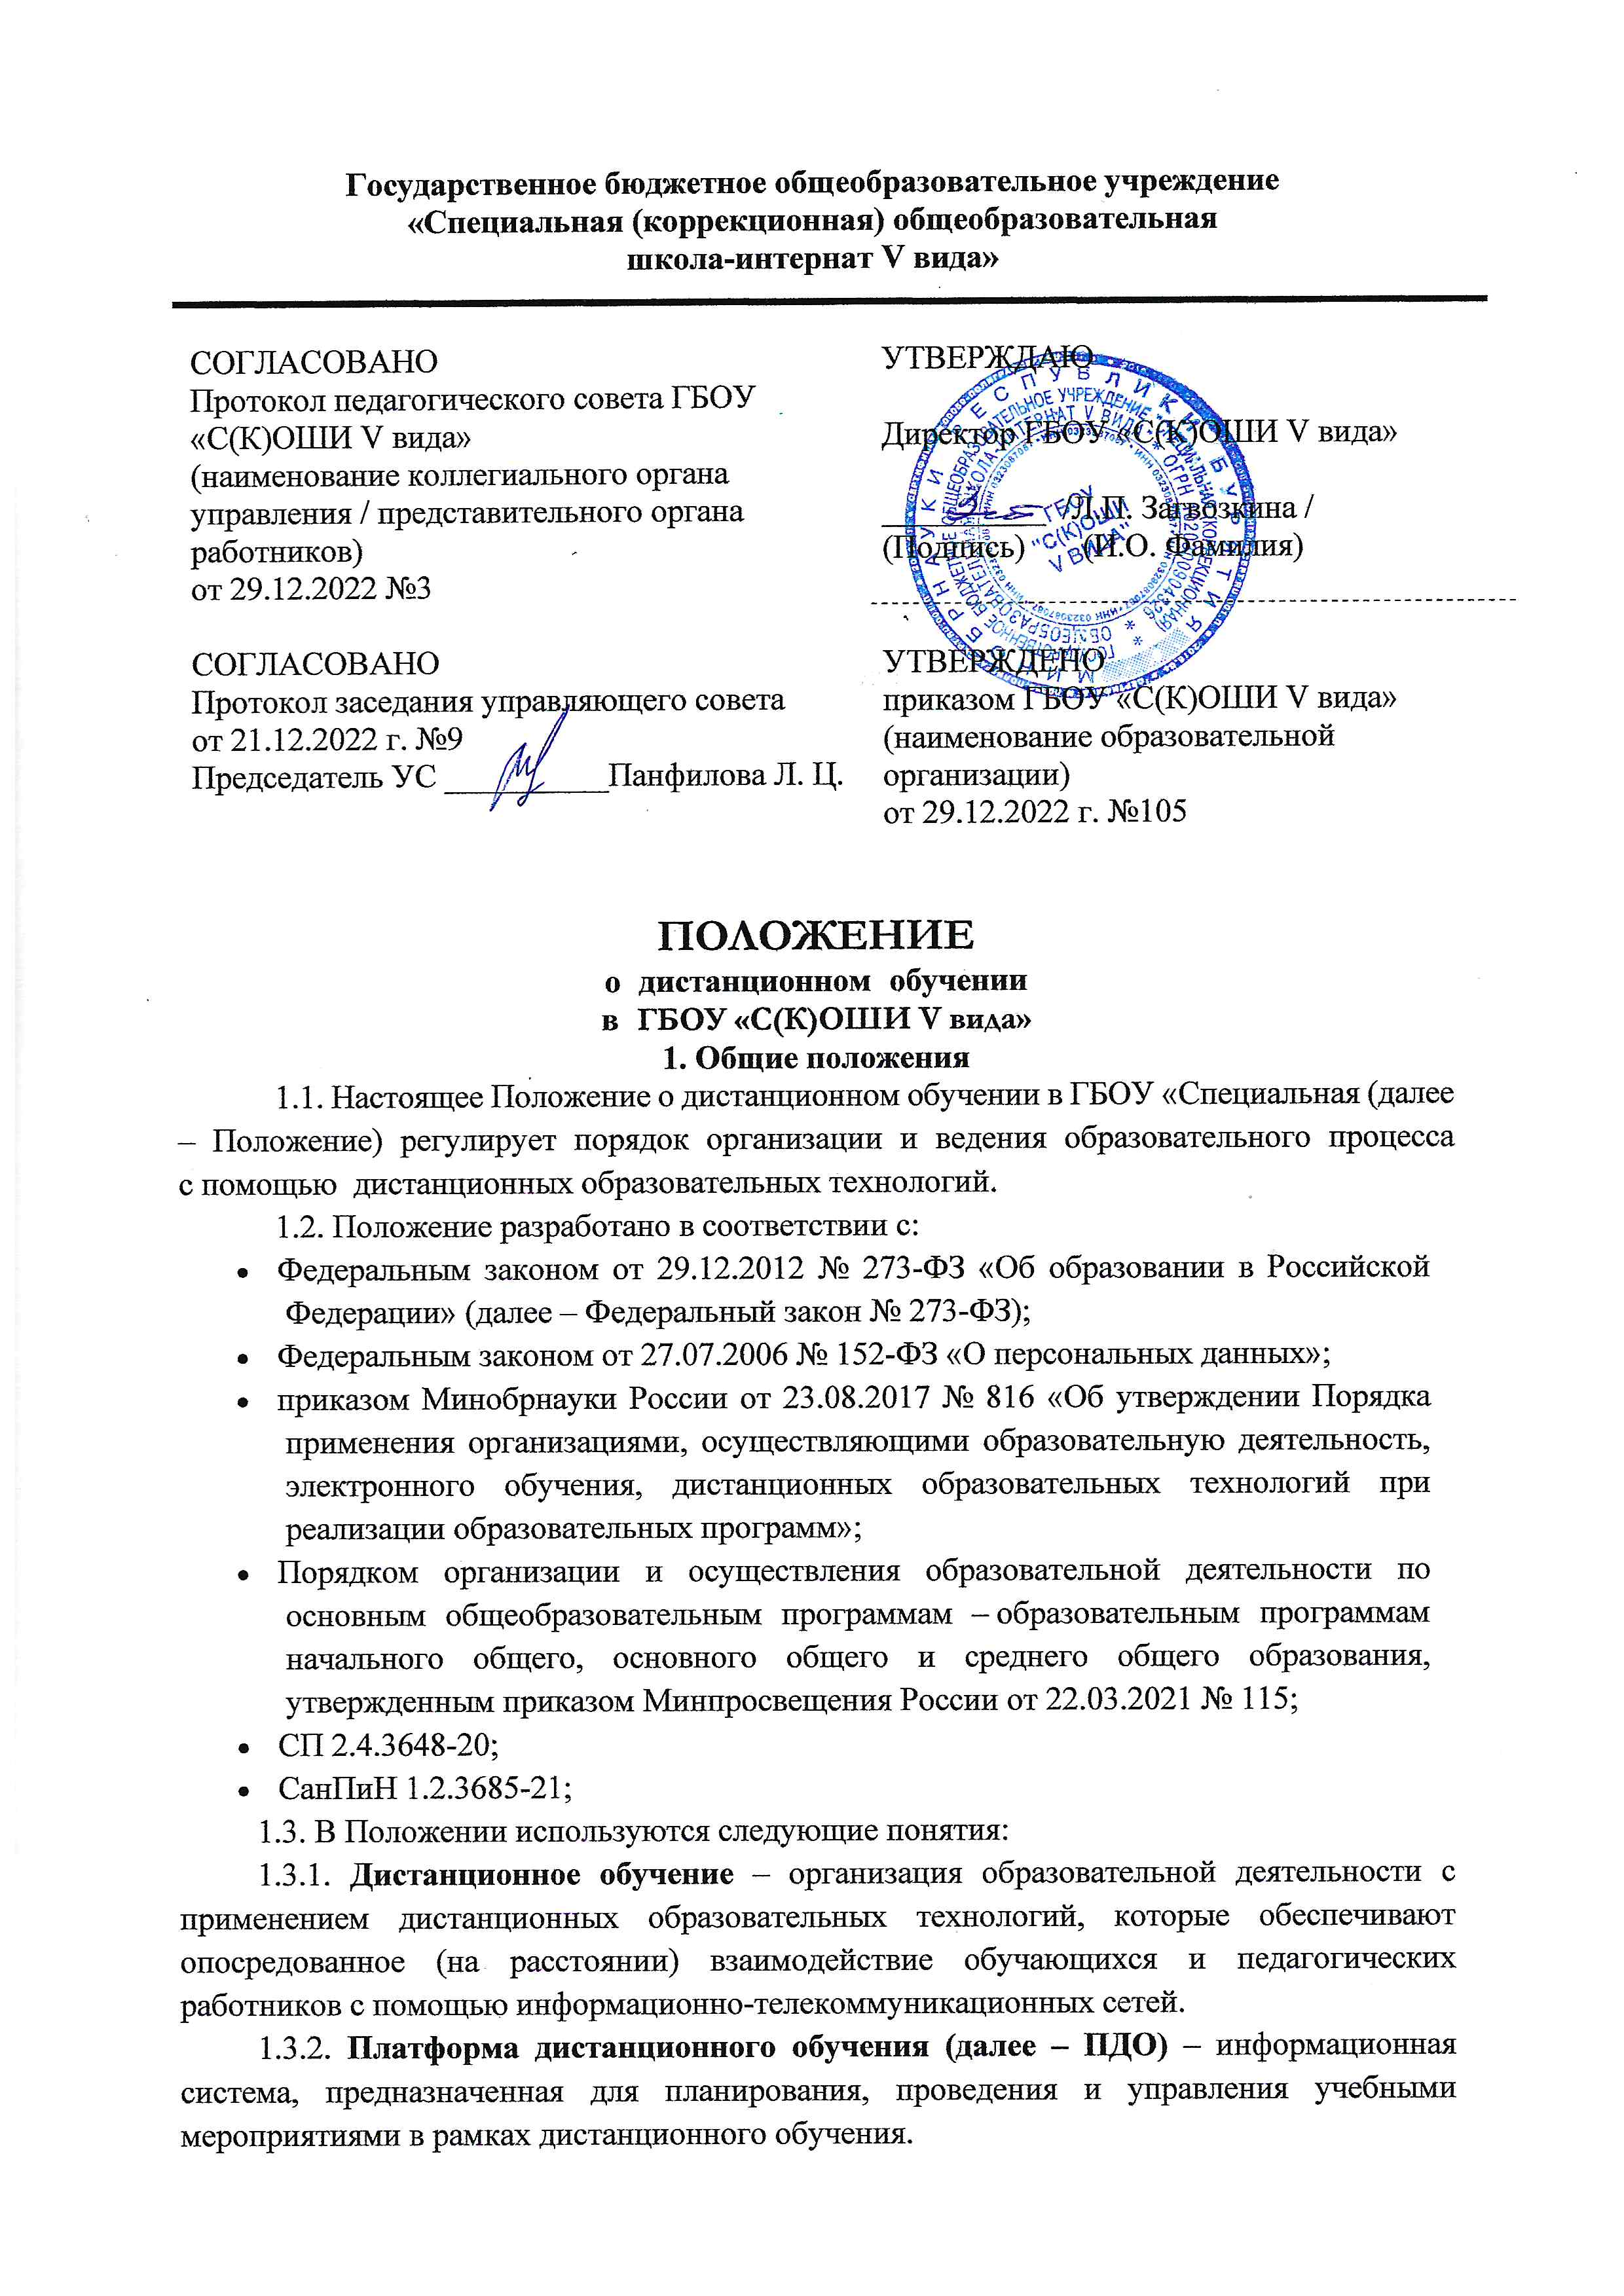 Государственное бюджетное общеобразовательное учреждение
«Специальная (коррекционная) общеобразовательная
школа-интернат V вида»
СОГЛАСОВАНО
Протокол педагогического совета ГБОУ
«С(К)ОШИ V вида»
(наименование коллегиального органа
управления / представительного органа
работников)
от 29.12.2022 №3
СОГЛАСОВАНО
Протокол заседания управляющего совета
от 21.12.2022 г. №9
Председатель УС __________Панфилова Л. Ц.
УТВЕРЖДАЮ
Директор ГБОУ «С(К)ОШИ V вида»
__________ /Л.П. Загвозкина /
(Подпись) (И.О. Фамилия)
ГБОУ
"С(К)ОШИ
V ВИДА"
УТВЕРЖДЕНО
приказом ГБОУ «С(К)ОШИ V вида»
(наименование образовательной
организации)
от 29.12.2022 г. №105
ПОЛОЖЕНИЕ
о дистанционном обучении
в ГБОУ «С(К)ОШИ V вида»
1. Общие положения
1.1. Настоящее Положение о дистанционном обучении в ГБОУ «Специальная (далее
– Положение) регулирует порядок организации и ведения образовательного процесса
с помощью дистанционных образовательных технологий.
1.2. Положение разработано в соответствии с:
• Федеральным законом от 29.12.2012 № 273-ФЗ «Об образовании в Российской
Федерации» (далее – Федеральный закон № 273-ФЗ);
• Федеральным законом от 27.07.2006 № 152-ФЗ «О персональных данных»;
• приказом Минобрнауки России от 23.08.2017 № 816 «Об утверждении Порядка
применения организациями, осуществляющими образовательную деятельность,
электронного обучения, дистанционных образовательных технологий при
реализации образовательных программ»;
• Порядком организации и осуществления образовательной деятельности по
основным общеобразовательным программам – образовательным программам
начального общего, основного общего и среднего общего образования,
утвержденным приказом Минпросвещения России от 22.03.2021 № 115;
• СП 2.4.3648-20;
• СанПиН 1.2.3685-21;
1.3. В Положении используются следующие понятия:
1.3.1. Дистанционное обучение – организация образовательной деятельности с
применением дистанционных образовательных технологий, которые обеспечивают
опосредованное (на расстоянии) взаимодействие обучающихся и педагогических
работников с помощью информационно-телекоммуникационных сетей.
1.3.2. Платформа дистанционного обучения (далее – ПДО) – информационная
система, предназначенная для планирования, проведения и управления учебными
мероприятиями в рамках дистанционного обучения.